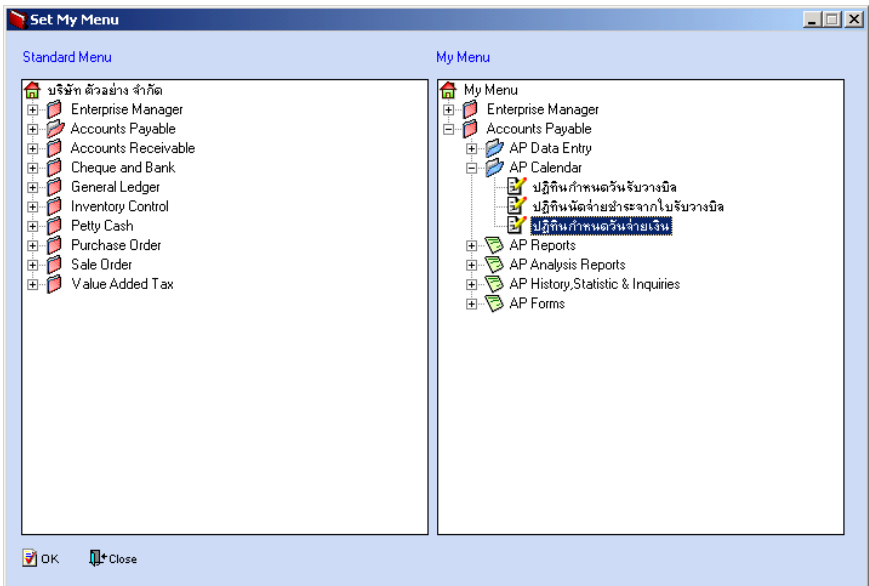 Set My Menu
Standard Menu
บริษัท ตัวอย่าง จำกัด
Enterprise Manager
Accounts Payable
Accounts Receivable
Cheque and Bank
General Ledger
Inventory Control
Petty Cash
Purchase Order
Sale Order
Value Added Tax
My Menu
My Menu
Enterprise Manager
Accounts Payable
AP Data Entry
AP Calendar
ปฏิทินกำหนดวันรับวางบิล
ปฏิทินนัดจ่ายชำระจากใบรับวางบิล
ปฏิทินกำหนดวันจ่ายเงิน
AP Reports
AP Analysis Reports
AP History,Statistic & Inquiries
AP Forms
OK
Close